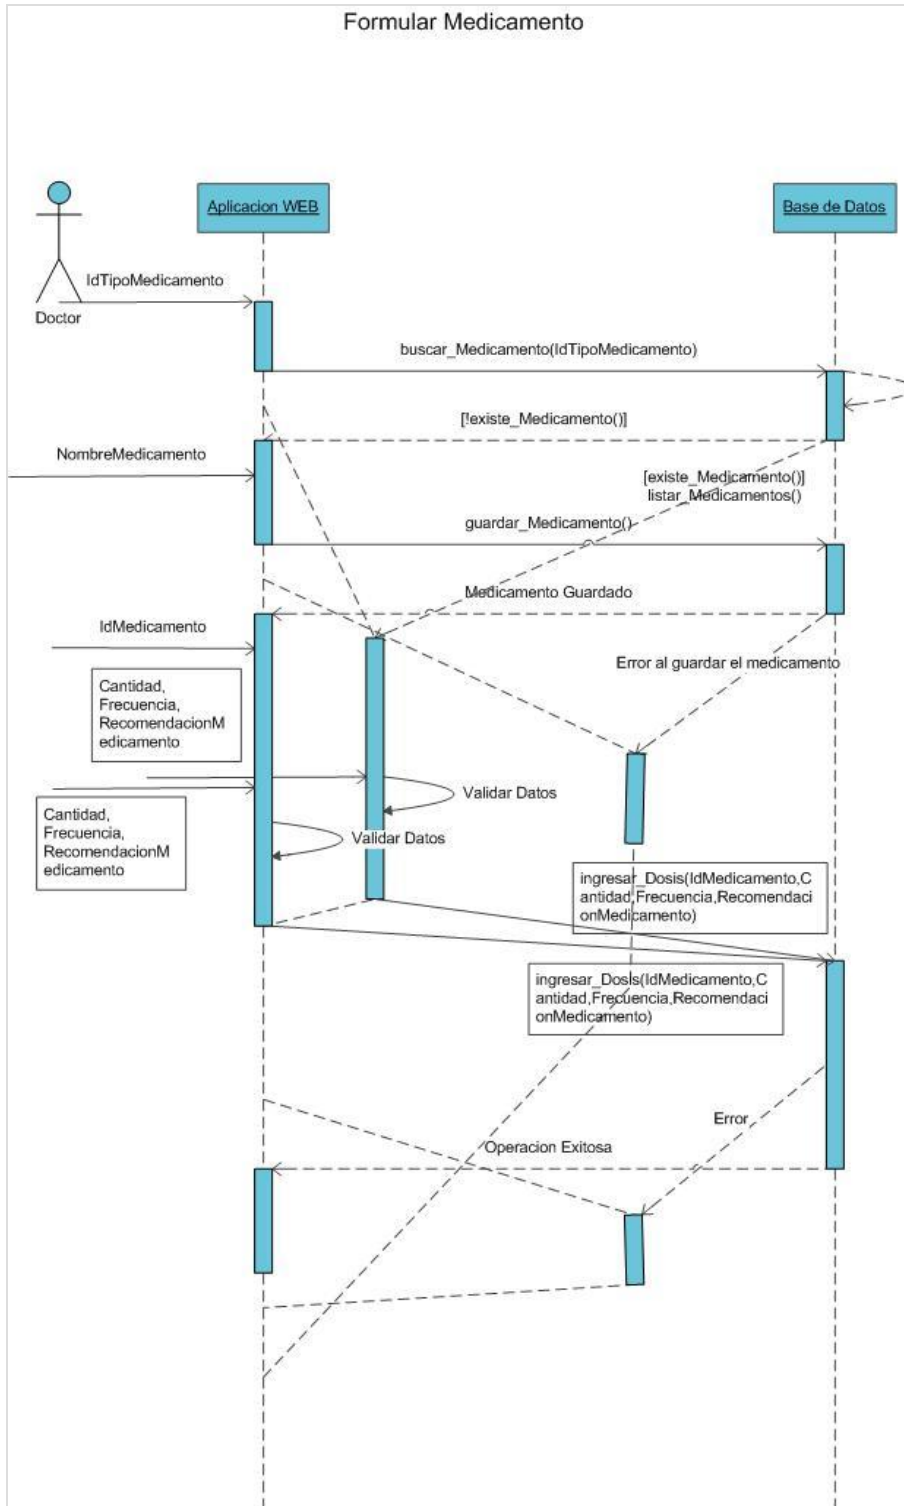 Formular Medicamento
Aplicacion WEB
Base de Datos
IdTipoMedicamento
Doctor
buscar_Medicamento(IdTipoMedicamento)
[!existe_Medicamento()]
NombreMedicamento
[existe_Medicamento()]
listar_Medicamentos()
guardar_Medicamento()
Medicamento Guardado
IdMedicamento
Error al guardar el medicamento
Cantidad,
Frecuencia,
RecomendacionM
edicamento
Validar Datos
Cantidad,
Frecuencia,
RecomendacionM
edicamento
Validar Datos
ingresar_Dosis(IdMedicamento,C
antidad,Frecuencia,Recomendaci
onMedicamento)
ingresar_Dosis(IdMedicamento,C
antidad,Frecuencia,Recomendaci
onMedicamento)
Error
Operacion Exitosa